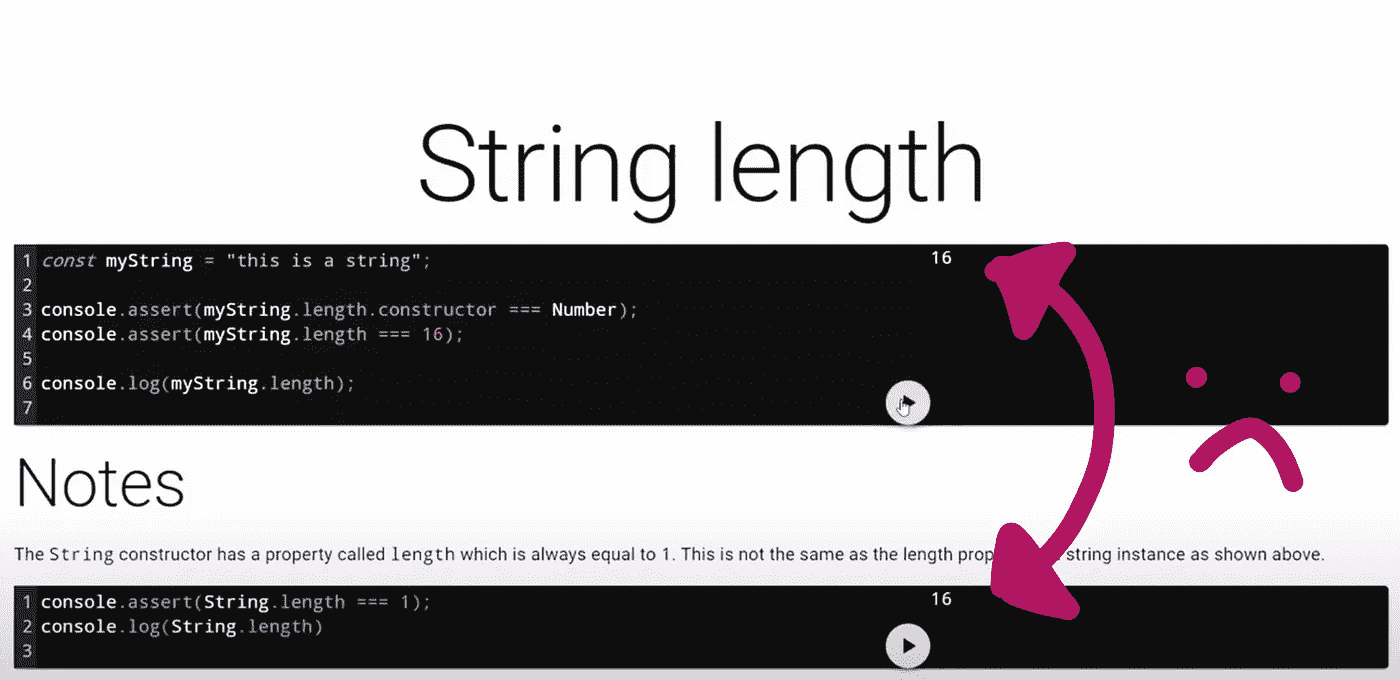 String length
1 const myString = "this is a string"; 16
2
3 console.assert(myString.length.constructor === Number);
4 console.assert(myString.length === 16);
5
6 console.log(myString.length);
7
Notes
The String constructor has a property called length which is always equal to 1. This is not the same as the length string instance as shown above.
1 console.assert(String.length === 1); 16
2 console.log(String.length)
3